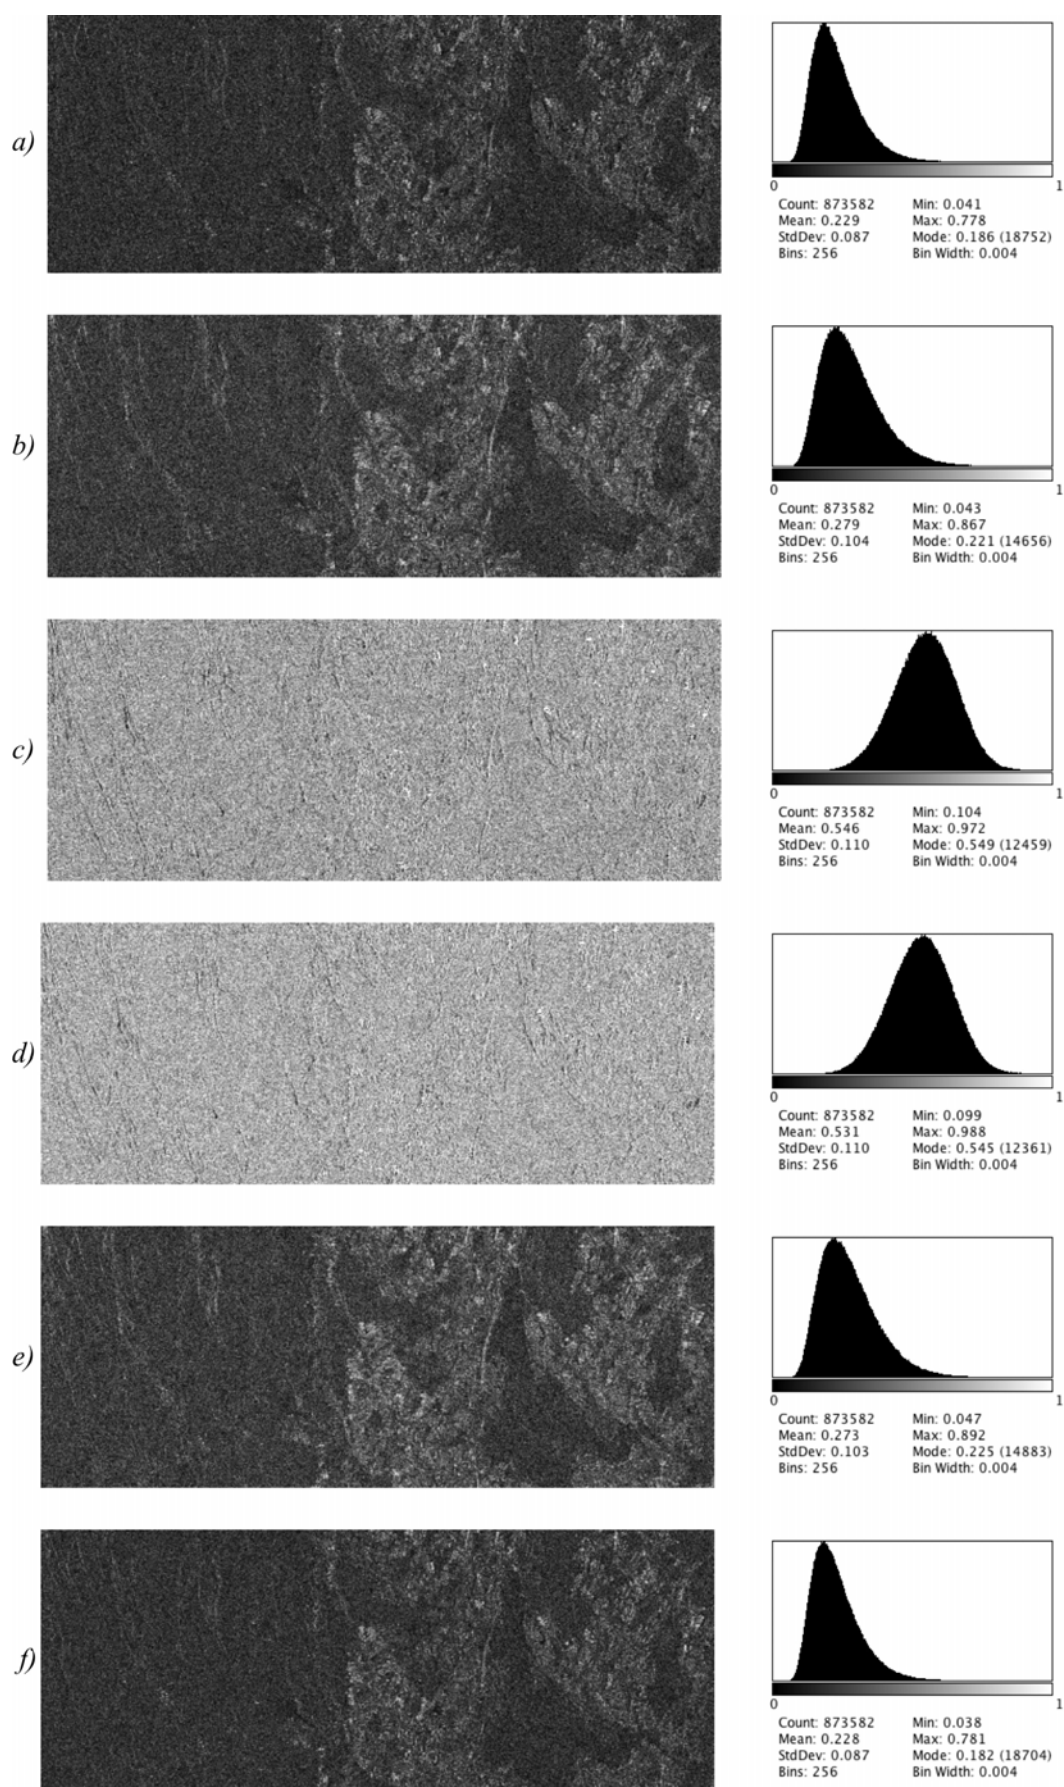 a)
0 1
Count: 873582 Min: 0.041
Mean: 0.229 Max: 0.778
StdDev: 0.087 Mode: 0.186 (18752)
Bins: 256 Bin Width: 0.004
b)
0 1
Count: 873582 Min: 0.043
Mean: 0.279 Max: 0.867
StdDev: 0.104 Mode: 0.221 (14656)
Bins: 256 Bin Width: 0.004
c)
0 1
Count: 873582 Min: 0.104
Mean: 0.546 Max: 0.972
StdDev: 0.110 Mode: 0.549 (12459)
Bins: 256 Bin Width: 0.004
d)
0 1
Count: 873582 Min: 0.099
Mean: 0.531 Max: 0.988
StdDev: 0.110 Mode: 0.545 (12361)
Bins: 256 Bin Width: 0.004
e)
0 1
Count: 873582 Min: 0.047
Mean: 0.273 Max: 0.892
StdDev: 0.103 Mode: 0.225 (14883)
Bins: 256 Bin Width: 0.004
f)
0 1
Count: 873582 Min: 0.038
Mean: 0.228 Max: 0.781
StdDev: 0.087 Mode: 0.182 (18704)
Bins: 256 Bin Width: 0.004